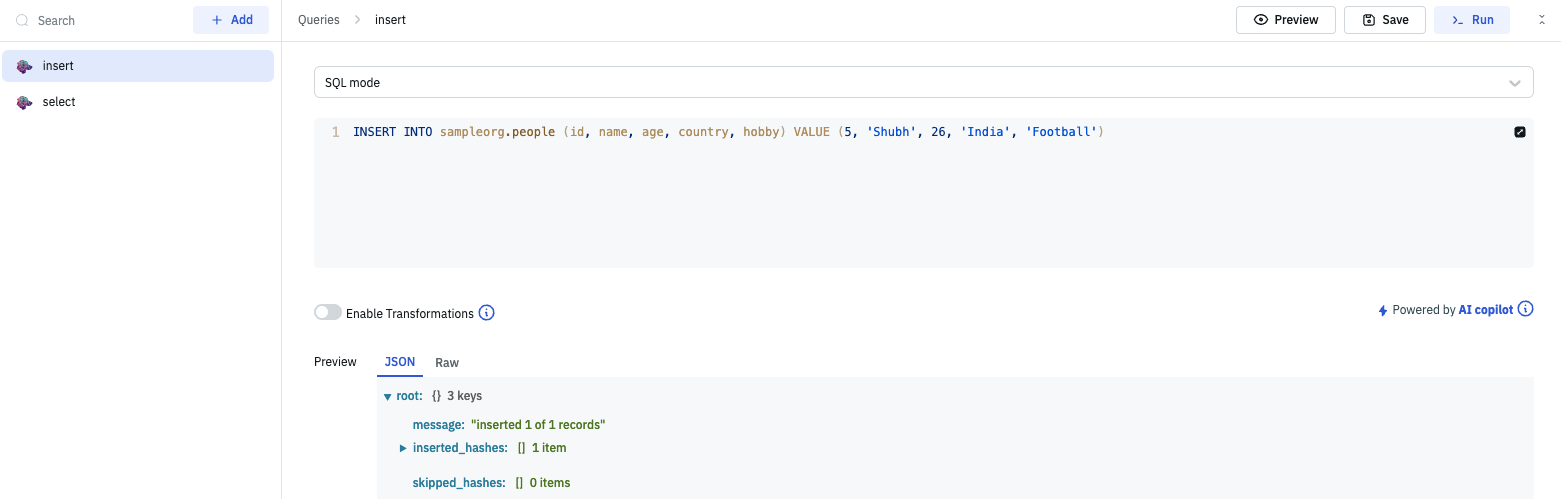 Search
Add
Queries > insert
Preview
Save
Run
insert
select
SQL mode
1 INSERT INTO sampleorg.people (id, name, age, country, hobby) VALUE (5, 'Shubh', 26, 'India', 'Football')
Enable Transformations
Powered by AI copilot
Preview JSON Raw
root: {} 3 keys
message: "inserted 1 of 1 records"
inserted_hashes: [] 1 item
skipped_hashes: [] 0 items